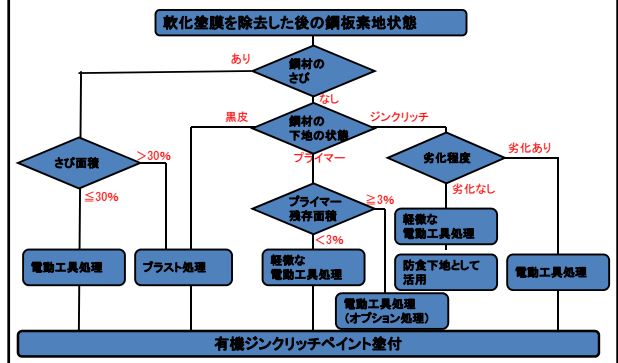 軟化塗膜を除去した後の鋼板素地状態
あり
鋼材の
さび
なし
黒皮
鋼材の
下地の状態
ジンクリッチ
プライマー
さび面積
>30%
≦30%
劣化程度
劣化あり
劣化なし
プライマー
残存面積
≧3%
<3%
軽微な
電動工具処理
電動工具処理
ブラスト処理
軽微な
電動工具処理
防食下地として
活用
電動工具処理
電動工具処理
(オプション処理)
有機ジンクリッチペイント塗付